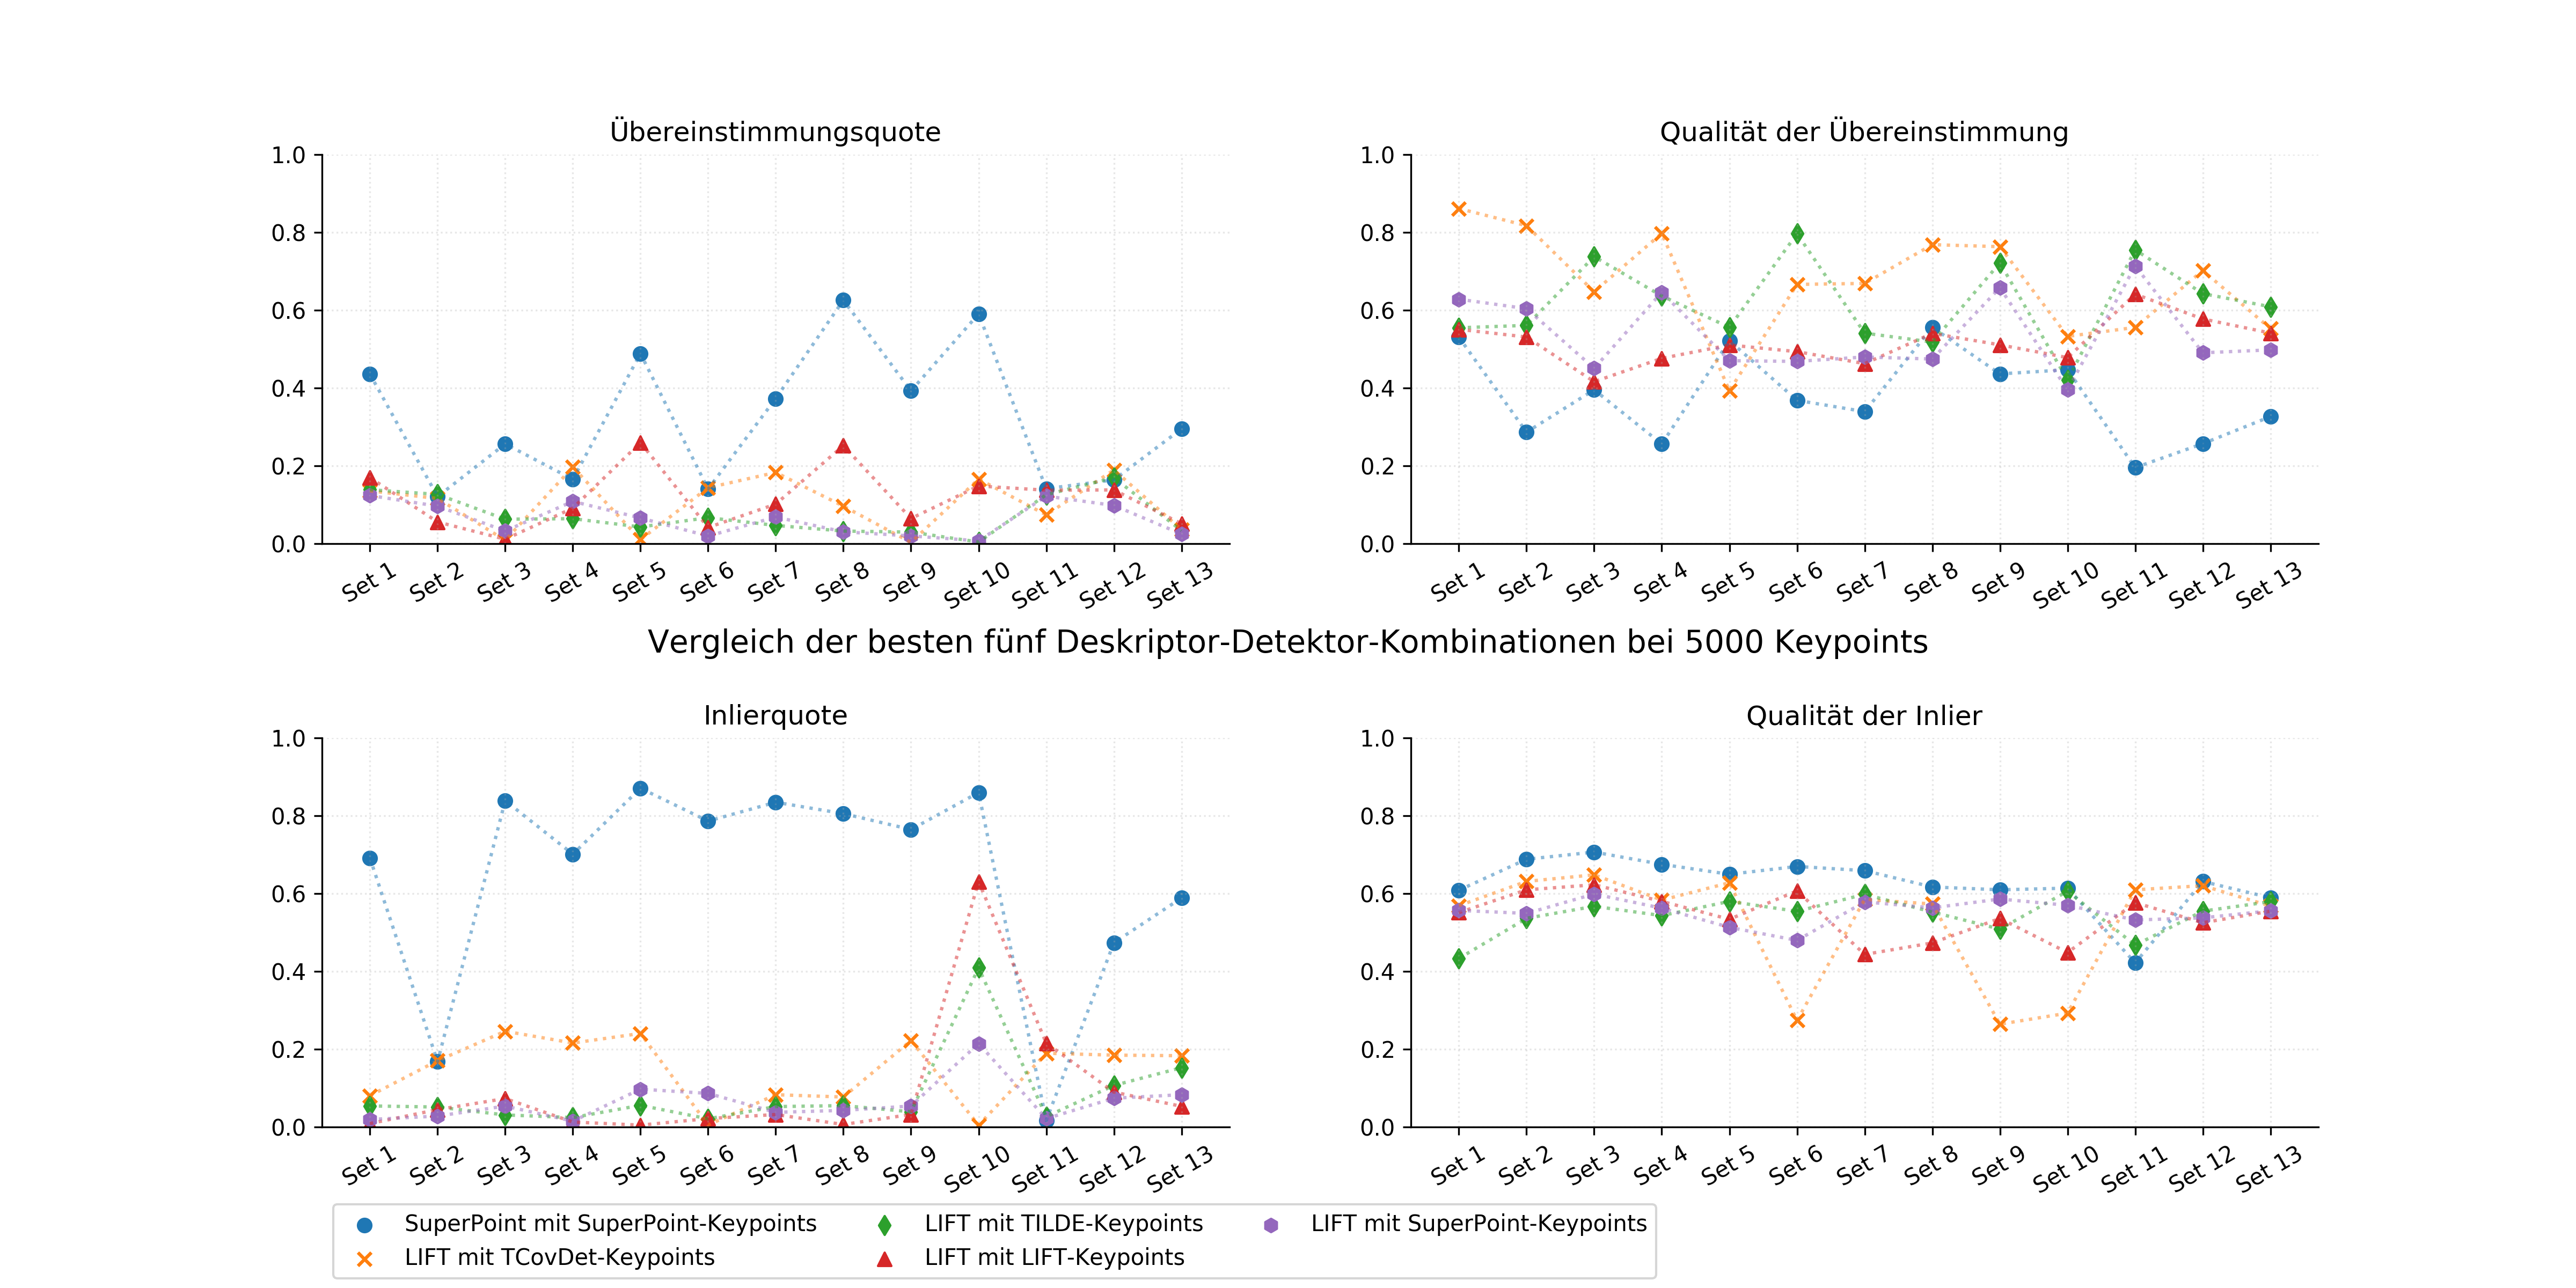 Übereinstimmungsquote
1.0
0.8
0.6
0.4
0.2
0.0
Set 1 Set 2 Set 3 Set 4 Set 5 Set 6 Set 7 Set 8 Set 9 Set 10 Set 11 Set 12 Set 13
Qualität der Übereinstimmung
1.0
0.8
0.6
0.4
0.2
0.0
Set 1 Set 2 Set 3 Set 4 Set 5 Set 6 Set 7 Set 8 Set 9 Set 10 Set 11 Set 12 Set 13
Vergleich der besten fünf Deskriptor-Detektor-Kombinationen bei 5000 Keypoints
Inlierquote
1.0
0.8
0.6
0.4
0.2
0.0
Set 1 Set 2 Set 3 Set 4 Set 5 Set 6 Set 7 Set 8 Set 9 Set 10 Set 11 Set 12 Set 13
Qualität der Inlier
1.0
0.8
0.6
0.4
0.2
0.0
Set 1 Set 2 Set 3 Set 4 Set 5 Set 6 Set 7 Set 8 Set 9 Set 10 Set 11 Set 12 Set 13
SuperPoint mit SuperPoint-Keypoints
LIFT mit TCovDet-Keypoints
LIFT mit TILDE-Keypoints
LIFT mit LIFT-Keypoints
LIFT mit SuperPoint-Keypoints